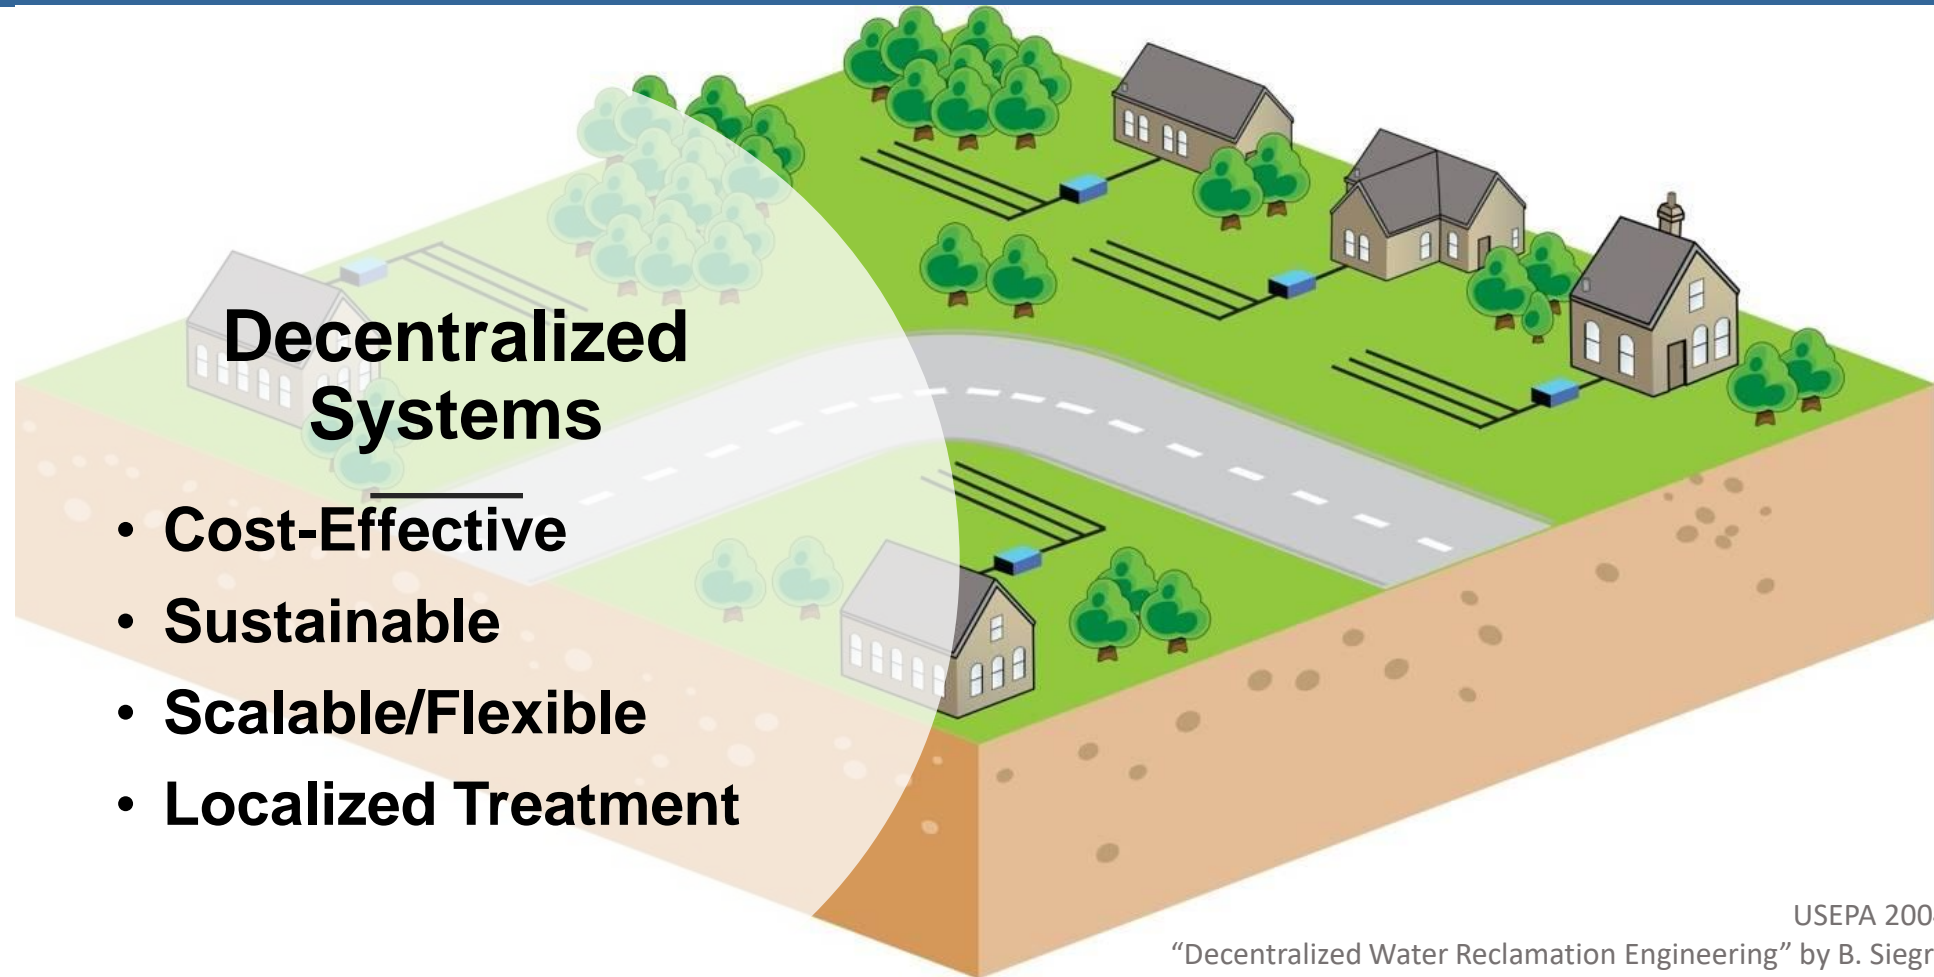 Decentralized
Systems
• Cost-Effective
• Sustainable
• Scalable/Flexible
• Localized Treatment
USEPA
“Decentralized Water Reclamation Engineering” by B.